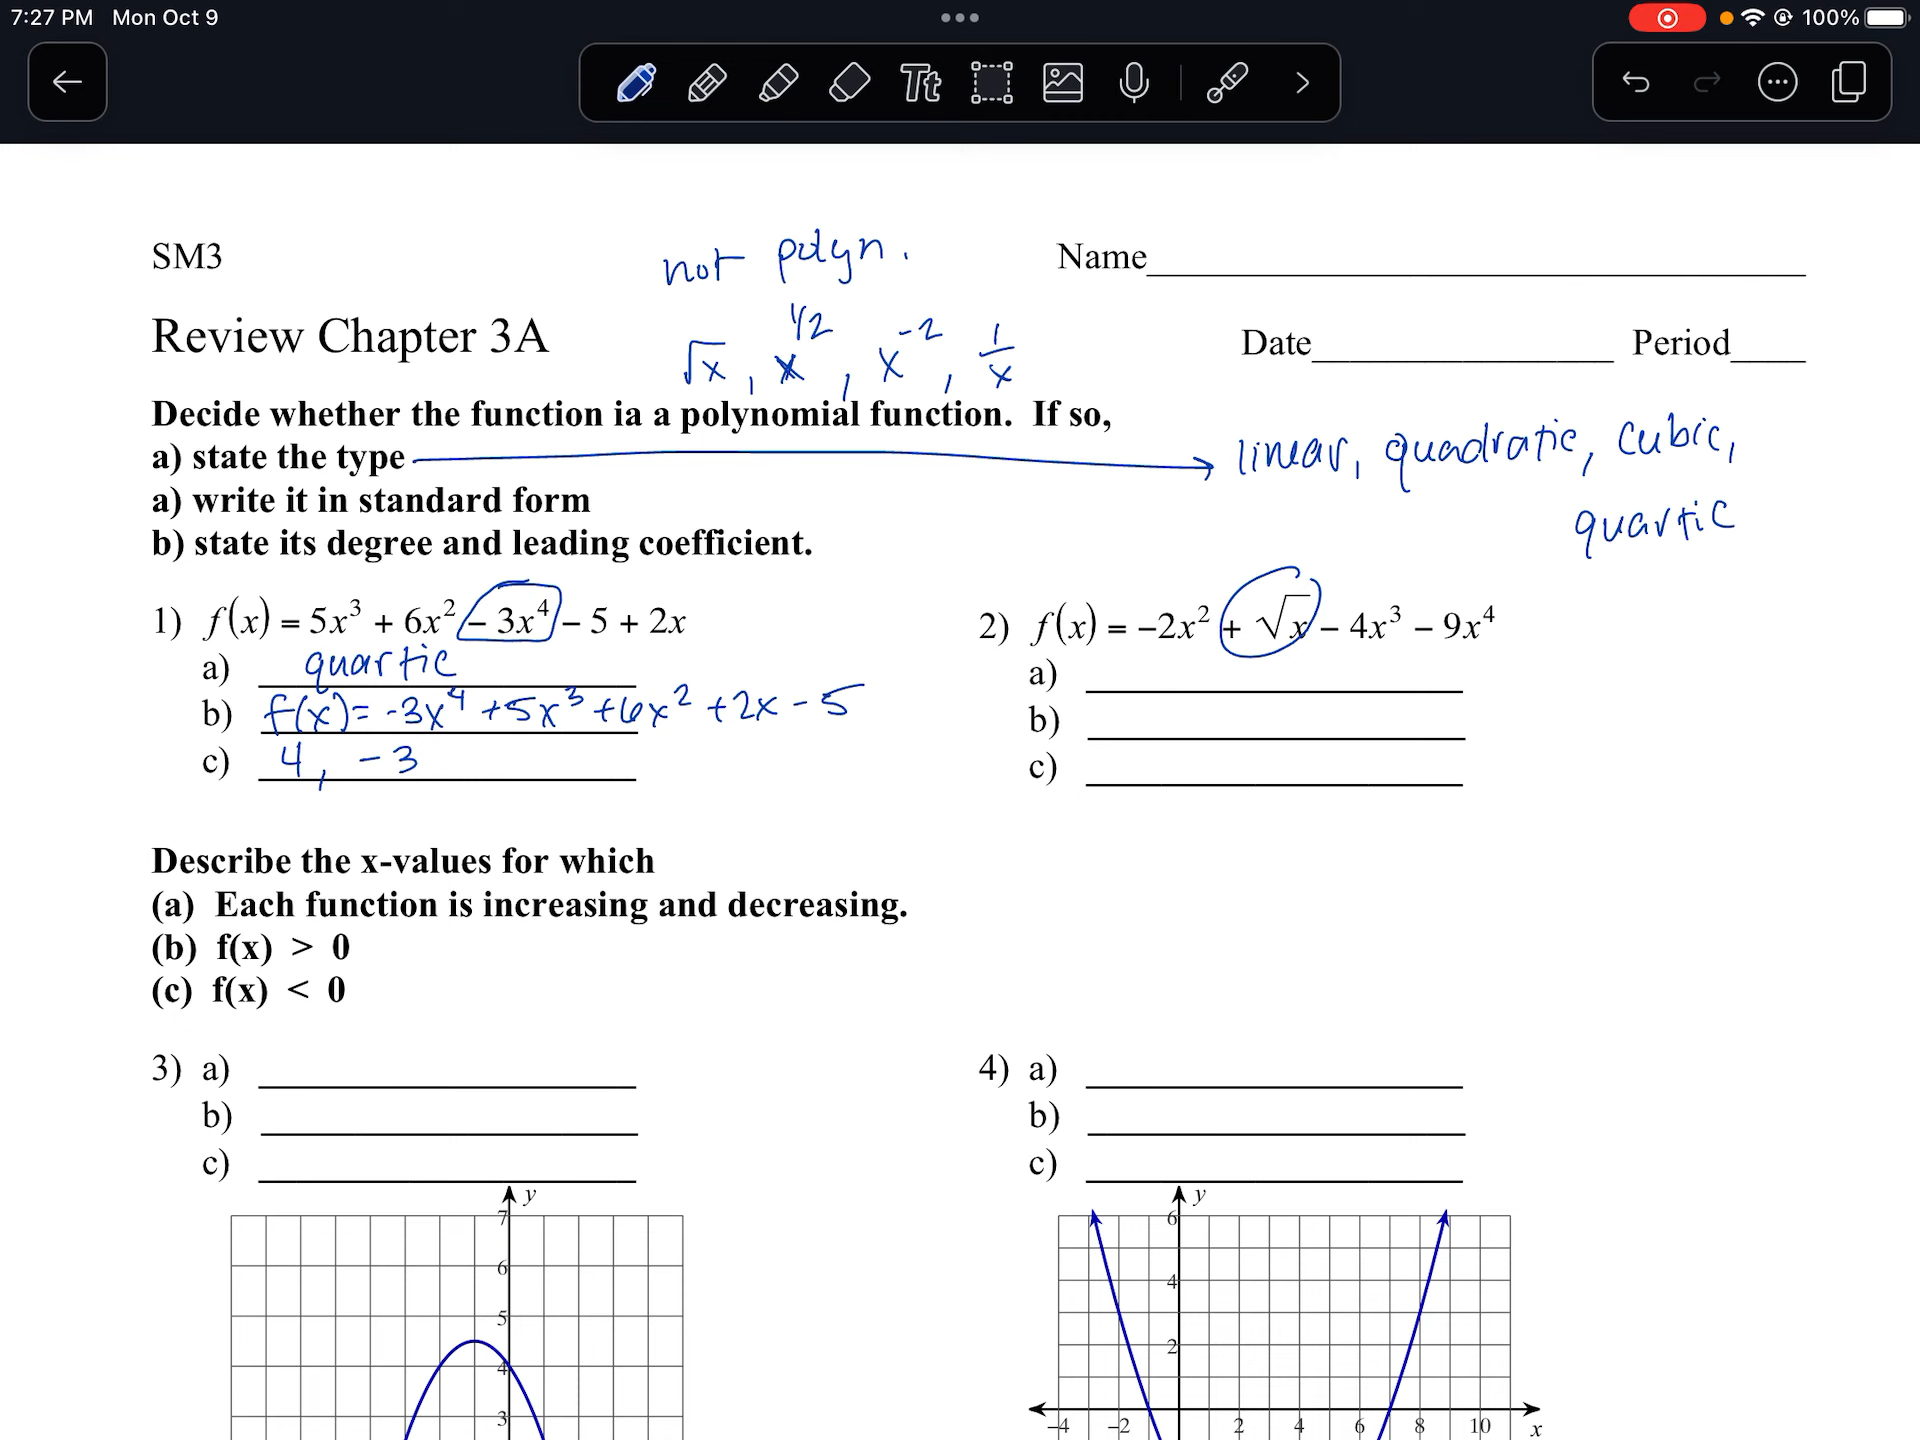 7:27 PM Mon Oct 9
100%
Tt
SM3
not polyn.
Name
Review Chapter 3A
√x, x^1/2, x^-2, 1/x
Date Period
Decide whether the function ia a polynomial function. If so,
a) state the type
linear, quadratic, cubic,
quartic
a) write it in standard form
b) state its degree and leading coefficient.
1) f(x) = 5x³ + 6x² − 3x⁴ − 5 + 2x
a) quartic
b) f(x) = -3x⁴ + 5x³ + 6x² + 2x - 5
c) 4, -3
2) f(x) = −2x² + √x − 4x³ − 9x⁴
a)
b)
c)
Describe the x-values for which
(a) Each function is increasing and decreasing.
(b) f(x) > 0
(c) f(x) < 0
3) a)
b)
c)
y
7
6
5
4
3
4) a)
b)
c)
y
6
4
2
−4 −2 2 4 6 8 10 x